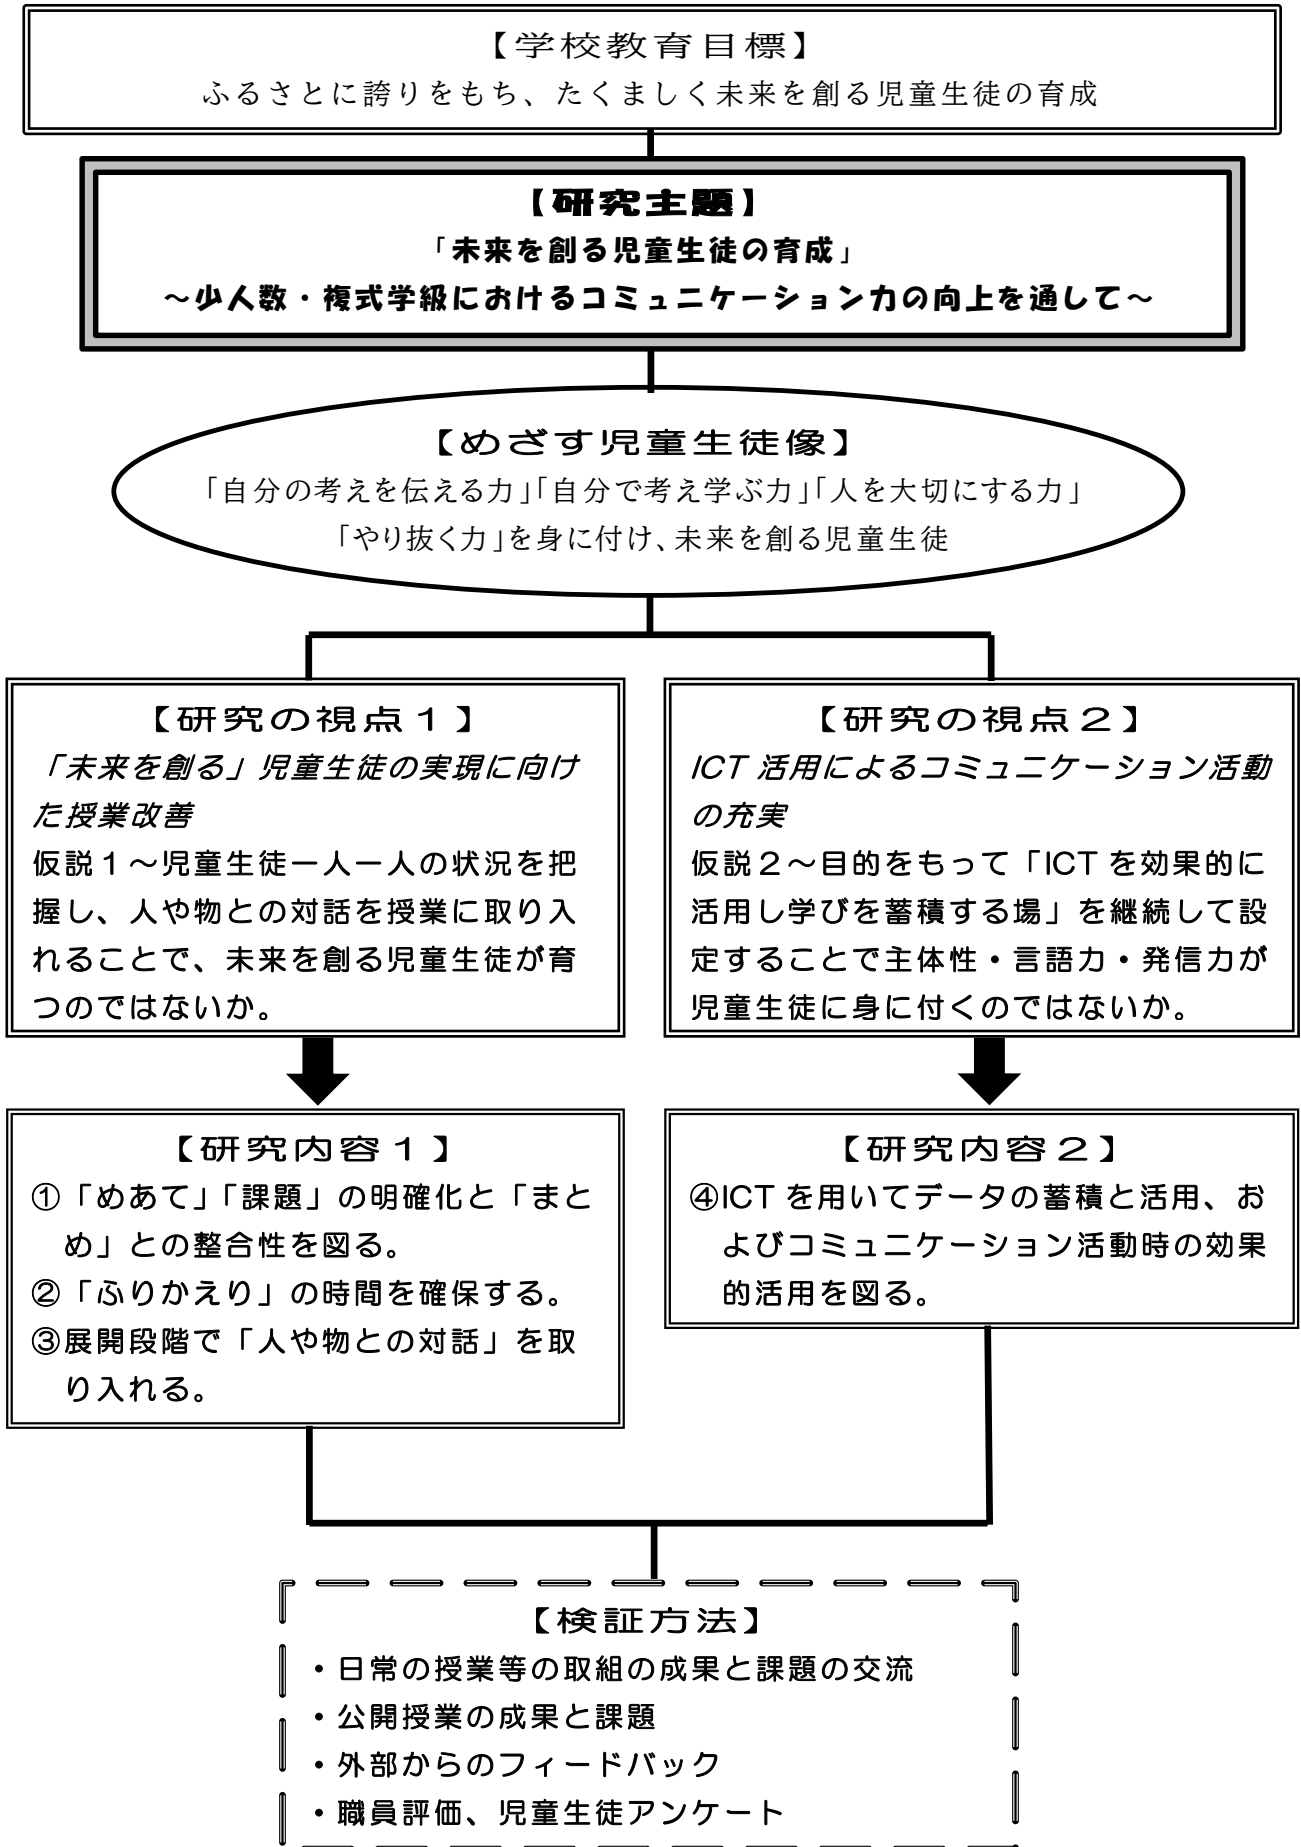 【学校教育目標】
ふるさとに誇りをもち、たくましく未来を創る児童生徒の育成
【研究主題】
「未来を創る児童生徒の育成」
～少人数・複式学級におけるコミュニケーション力の向上を通して～
【めざす児童生徒像】
「自分の考えを伝える力」「自分で考え学ぶ力」「人を大切にする力」
「やり抜く力」を身に付け、未来を創る児童生徒
【研究の視点１】
「未来を創る」児童生徒の実現に向け
た授業改善
仮説１～児童生徒一人一人の状況を把
握し、人や物との対話を授業に取り入
れることで、未来を創る児童生徒が育
つのではないか。
【研究の視点２】
ICT 活用によるコミュニケーション活動
の充実
仮説２～目的をもって「ICT を効果的に
活用し学びを蓄積する場」を継続して設
定することで主体性・言語力・発信力が
児童生徒に身に付くのではないか。
【研究内容１】
①「めあて」「課題」の明確化と「まと
め」との整合性を図る。
②「ふりかえり」の時間を確保する。
③展開段階で「人や物との対話」を取
り入れる。
【研究内容２】
④ICT を用いてデータの蓄積と活用、お
よびコミュニケーション活動時の効果
的活用を図る。
【検証方法】
・日常の授業等の取組の成果と課題の交流
・公開授業の成果と課題
・外部からのフィードバック
・職員評価、児童生徒アンケート